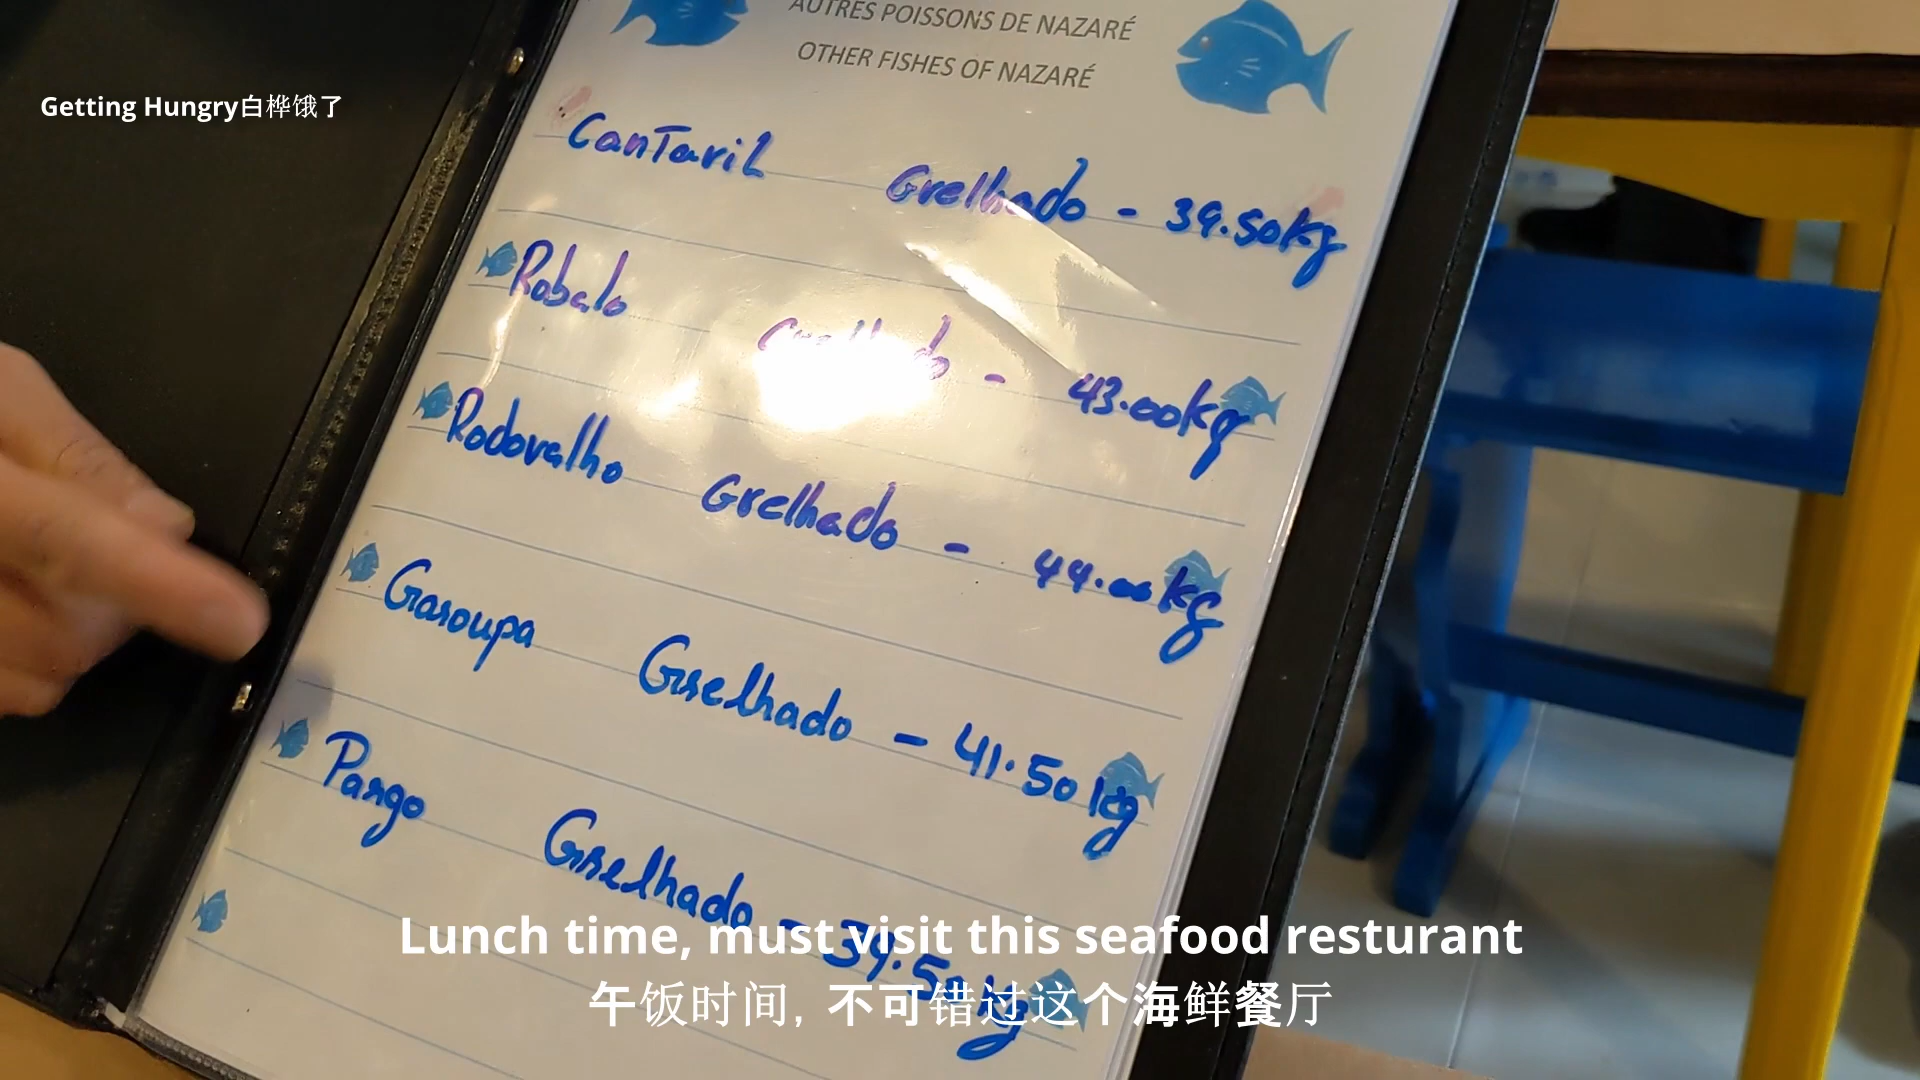 AUTRES POISSONS DE NAZARÉ
OTHER FISHES OF NAZARÉ
Getting Hungry白桦饿了
CanTaril Grelhado - 39.50kg
Robalo Grelhado - 43.00kg
Rodovalho Grelhado - 44.00kg
Garoupa Grelhado - 41.50kg
Pargo Grelhado - 39.50kg
Lunch time, must visit this seafood resturant
午饭时间, 不可错过这个海鲜餐厅